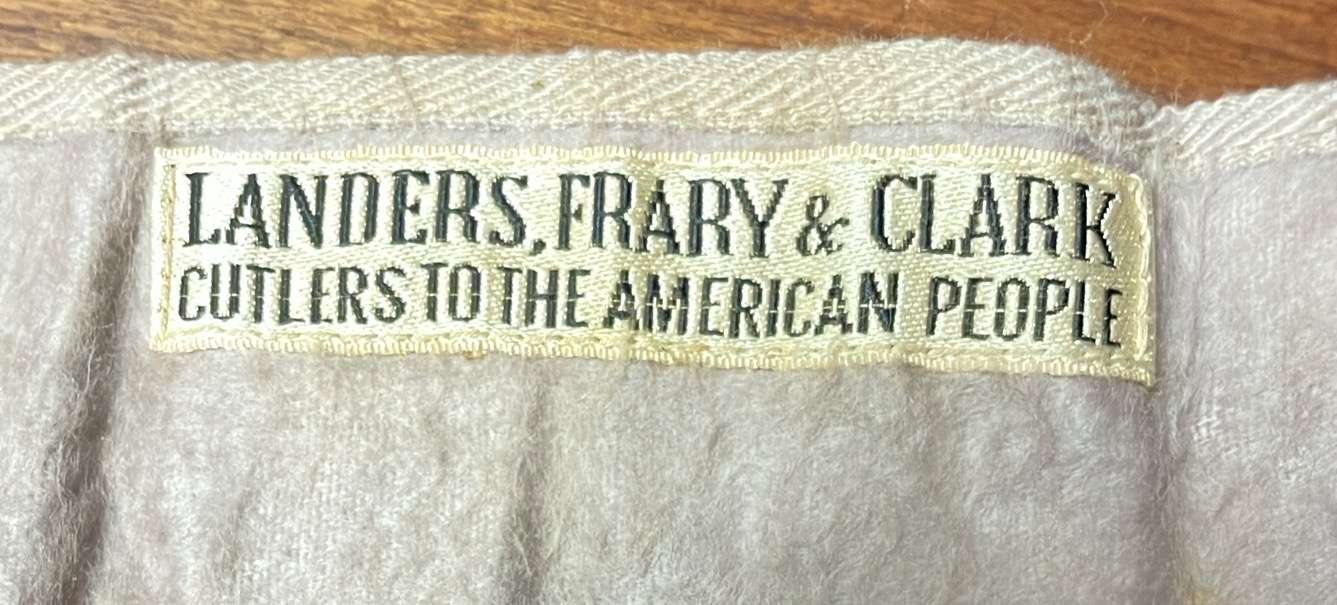 LANDERS, FRARY & CLARK
CUTLERS TO THE AMERICAN PEOPLE